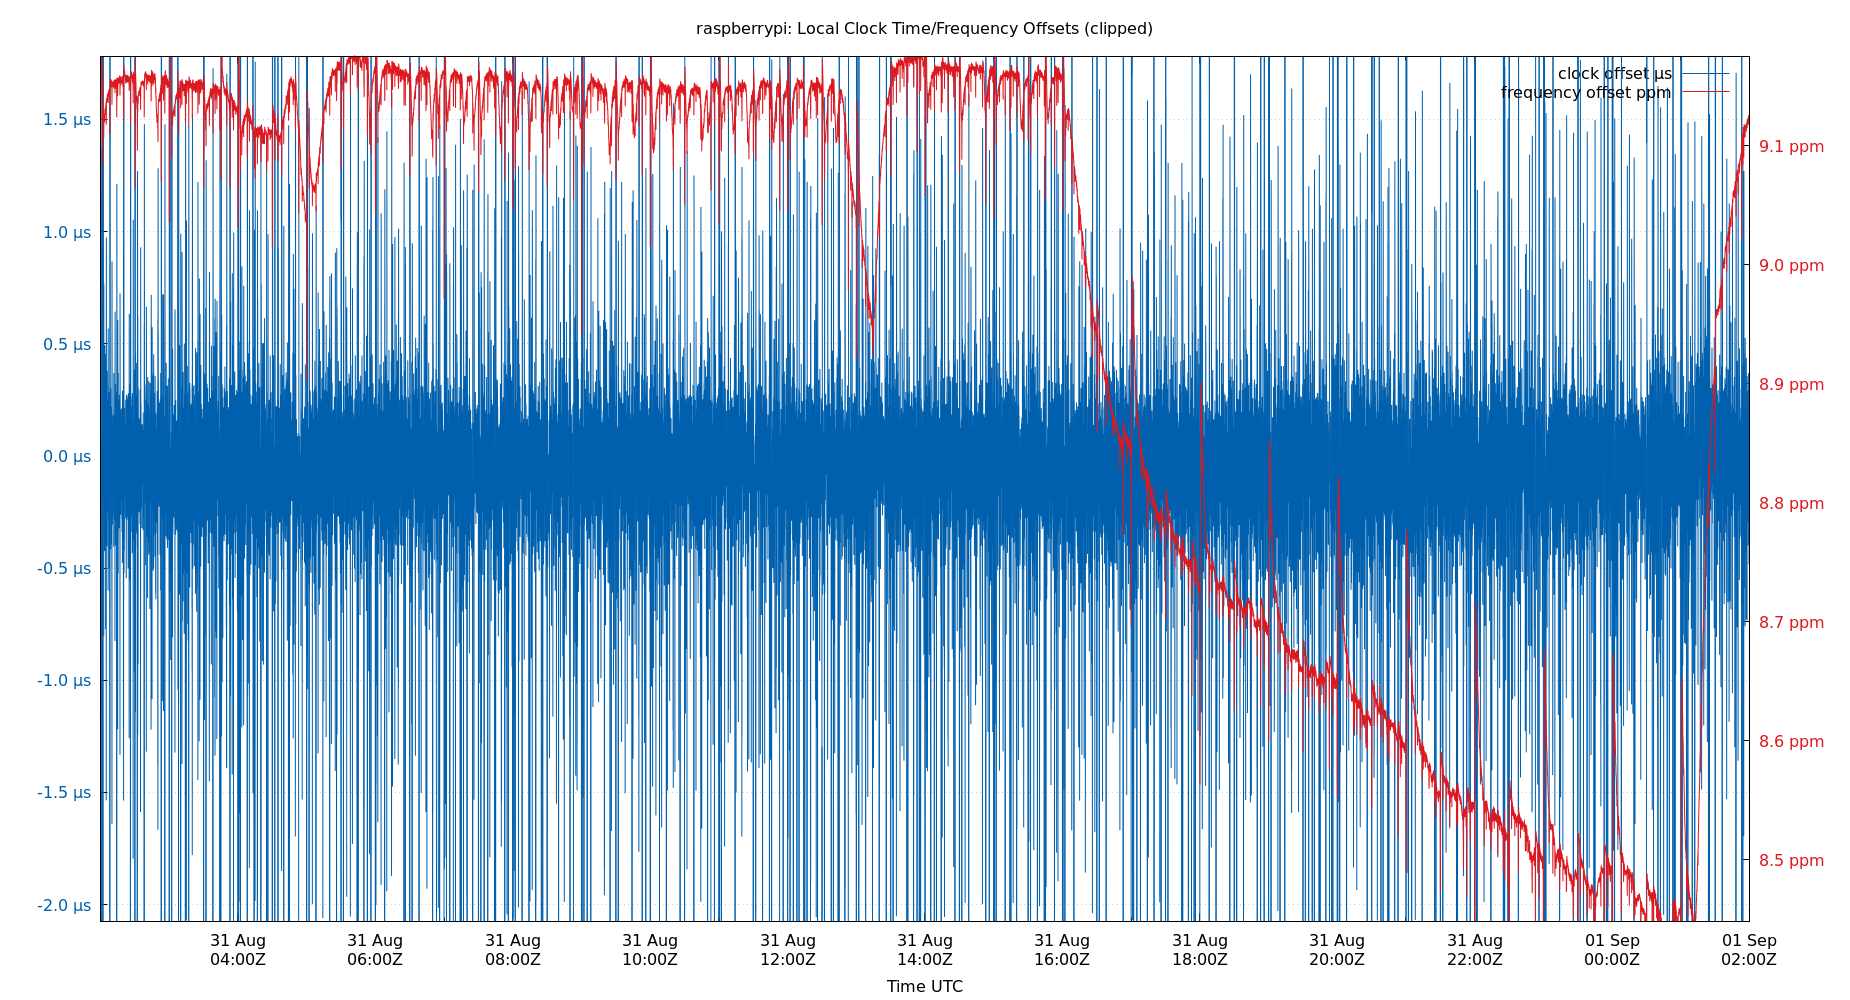 raspberrypi: Local Clock Time/Frequency Offsets (clipped)
clock offset µs
frequency offset ppm
1.5 µs
1.0 µs
0.5 µs
0.0 µs
-0.5 µs
-1.0 µs
-1.5 µs
-2.0 µs
9.1 ppm
9.0 ppm
8.9 ppm
8.8 ppm
8.7 ppm
8.6 ppm
8.5 ppm
31 Aug 31 Aug 31 Aug 31 Aug 31 Aug 31 Aug 31 Aug 31 Aug 31 Aug 31 Aug 01 Sep 01 Sep
04:00Z 06:00Z 08:00Z 10:00Z 12:00Z 14:00Z 16:00Z 18:00Z 20:00Z 22:00Z 00:00Z 02:00Z
Time UTC